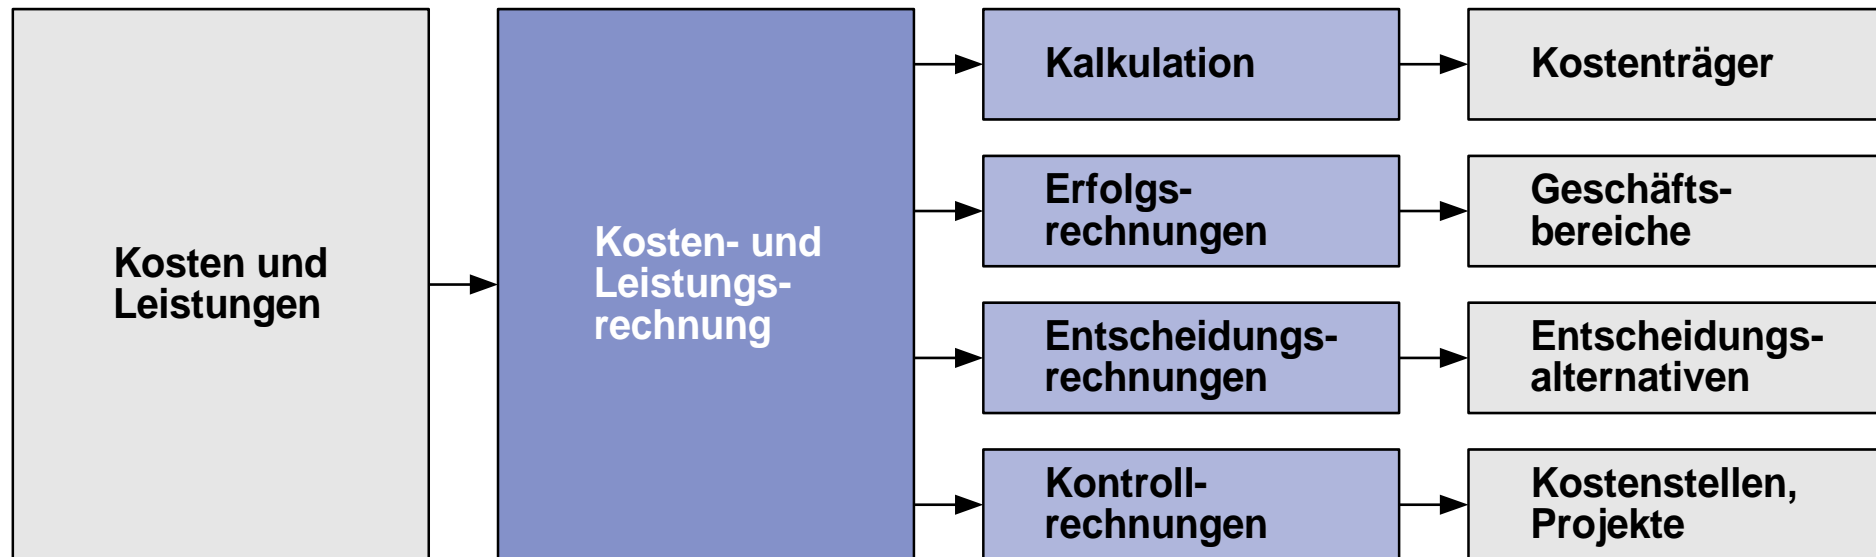 Kosten und
Leistungen
Kosten- und
Leistungs-
rechnung
Kalkulation
Kostenträger
Erfolgs-
rechnungen
Geschäfts-
bereiche
Entscheidungs-
rechnungen
Entscheidungs-
alternativen
Kontroll-
rechnungen
Kostenstellen,
Projekte